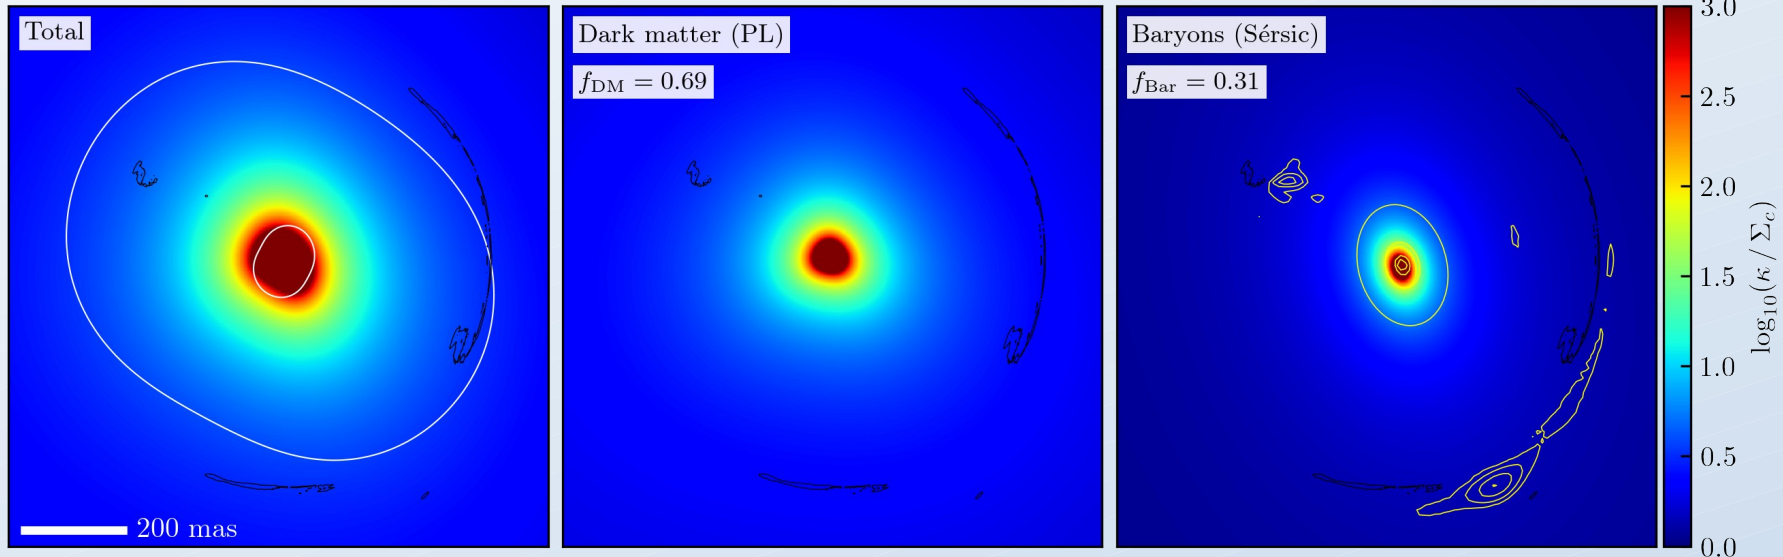 Total
200 mas
Dark matter (PL)
f_DM = 0.69
Baryons (Sérsic)
f_Bar = 0.31
3.0
2.5
2.0
1.5
1.0
0.5
0.0
log₁₀(κ / Σ_c)